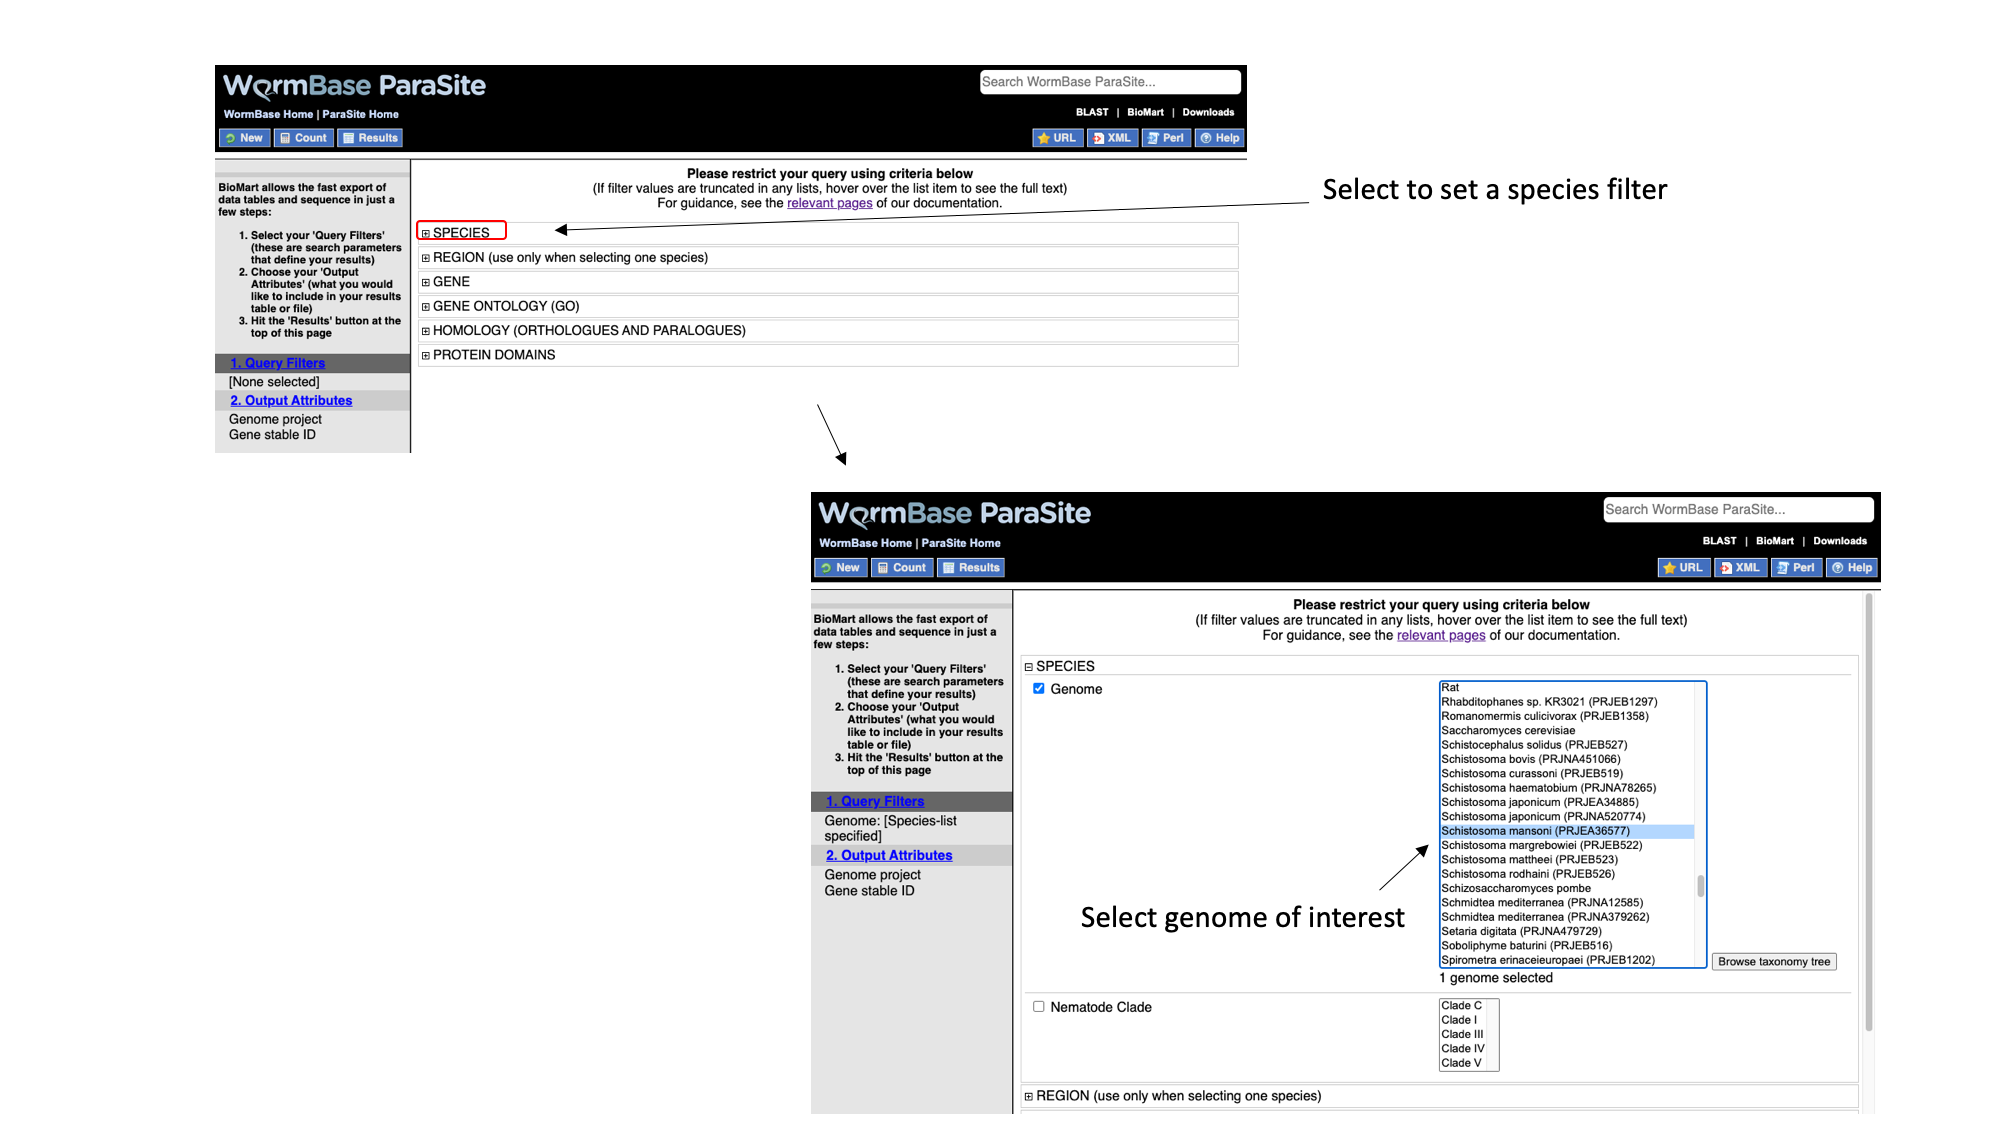 WormBase ParaSite
Search WormBase ParaSite...
WormBase Home | ParaSite Home
BLAST | BioMart | Downloads
New Count Results
URL XML Perl Help
BioMart allows the fast export of
data tables and sequence in just a
few steps:
1. Select your 'Query Filters'
(these are search parameters
that define your results)
2. Choose your 'Output
Attributes' (what you would
like to include in your results
table or file)
3. Hit the 'Results' button at the
top of this page
1. Query Filters
[None selected]
2. Output Attributes
Genome project
Gene stable ID
Please restrict your query using criteria below
(If filter values are truncated in any lists, hover over the list item to see the full text)
For guidance, see the relevant pages of our documentation.
SPECIES
REGION (use only when selecting one species)
GENE
GENE ONTOLOGY (GO)
HOMOLOGY (ORTHOLOGUES AND PARALOGUES)
PROTEIN DOMAINS
Select to set a species filter
WormBase ParaSite
Search WormBase ParaSite...
WormBase Home | ParaSite Home
BLAST | BioMart | Downloads
New Count Results
URL XML Perl Help
BioMart allows the fast export of
data tables and sequence in just a
few steps:
1. Select your 'Query Filters'
(these are search parameters
that define your results)
2. Choose your 'Output
Attributes' (what you would
like to include in your results
table or file)
3. Hit the 'Results' button at the
top of this page
1. Query Filters
Genome: [Species-list
specified]
2. Output Attributes
Genome project
Gene stable ID
Please restrict your query using criteria below
(If filter values are truncated in any lists, hover over the list item to see the full text)
For guidance, see the relevant pages of our documentation.
SPECIES
Genome
Rat
Rhabditophanes sp. KR3021 (PRJEB1297)
Romanomermis culicivorax (PRJEB1358)
Saccharomyces cerevisiae
Schistocephalus solidus (PRJEB527)
Schistosoma bovis (PRJNA451066)
Schistosoma curassoni (PRJEB519)
Schistosoma haematobium (PRJNA78265)
Schistosoma japonicum (PRJEA34885)
Schistosoma japonicum (PRJNA520774)
Schistosoma mansoni (PRJEA36577)
Schistosoma margrebowiei (PRJEB522)
Schistosoma mattheei (PRJEB523)
Schistosoma rodhaini (PRJEB526)
Schizosaccharomyces pombe
Schmidtea mediterranea (PRJNA12585)
Schmidtea mediterranea (PRJNA379262)
Setaria digitata (PRJNA479729)
Soboliphyme baturini (PRJEB516)
Spirometra erinaceieuropaei (PRJEB1202)
Browse taxonomy tree
1 genome selected
Select genome of interest
Nematode Clade
Clade C
Clade I
Clade III
Clade IV
Clade V
REGION (use only when selecting one species)